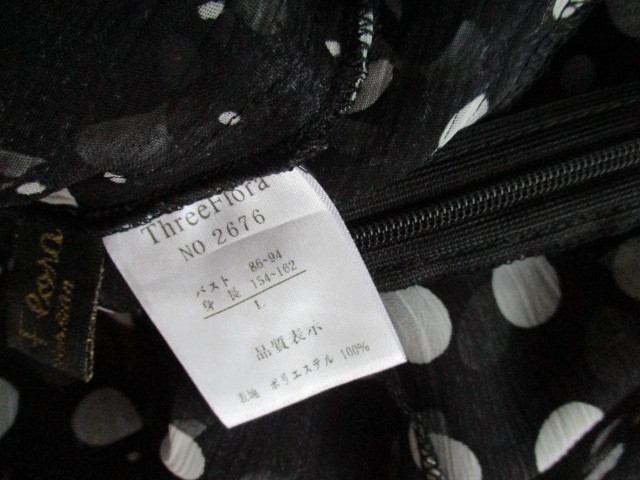 ThreeFlora
NO 2676
バスト 86~94
身長 154~162
L
品質表示
表地 ポリエステル 100%
Flora